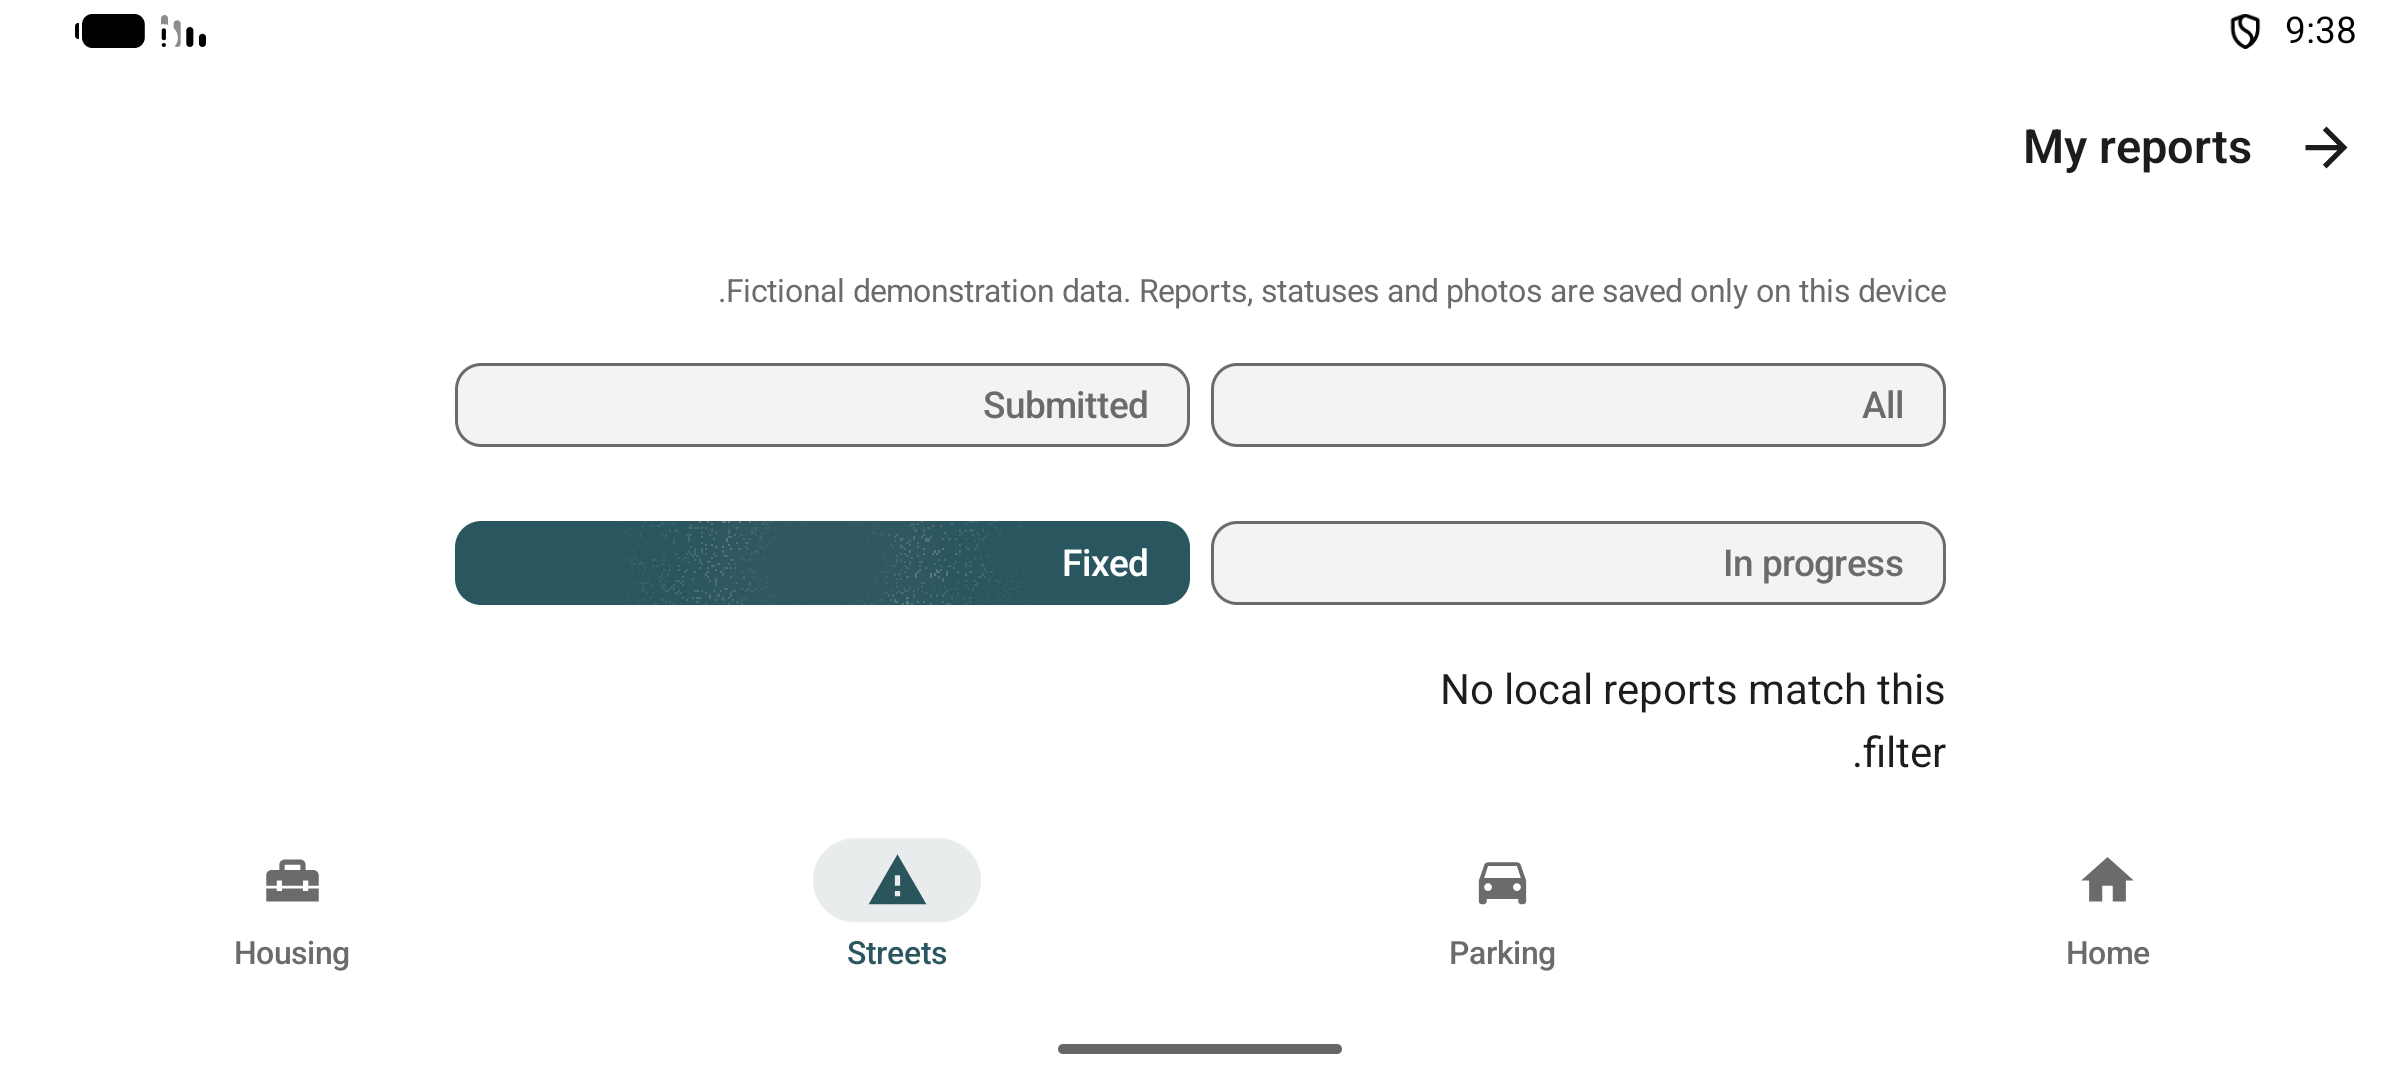 9:38
My reports
.Fictional demonstration data. Reports, statuses and photos are saved only on this device
All
Submitted
In progress
Fixed
No local reports match this
.filter
Home
Parking
Streets
Housing